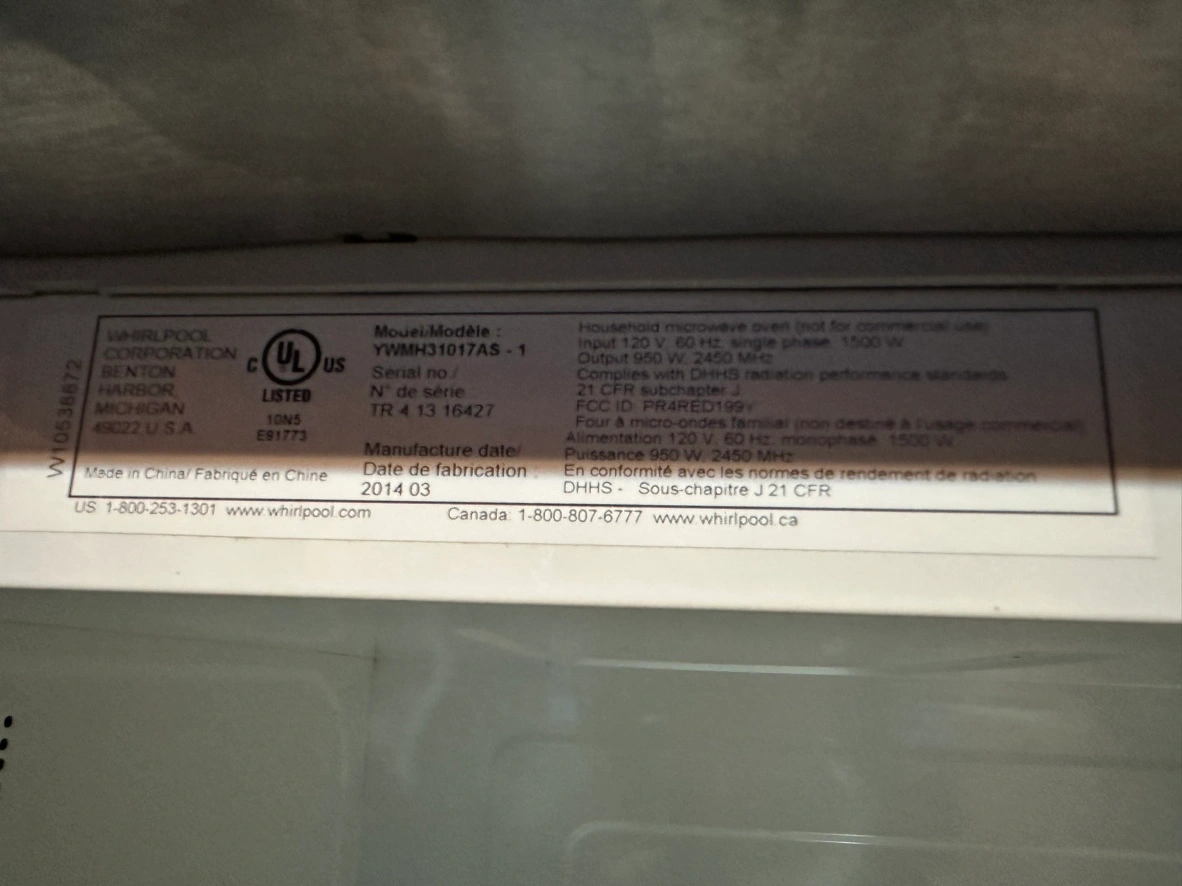 W10538672
WHIRLPOOL
CORPORATION
BENTON
HARBOR,
MICHIGAN
49022 U.S.A.
Made in China/ Fabriqué en Chine
C UL US
LISTED
10N5
E91773
Model/Modèle :
YWMH31017AS - 1
Serial no./
N° de série
TR 4 13 16427
Manufacture date/
Date de fabrication :
2014 03
Household microwave oven (not for commercial use)
Input 120 V, 60 Hz, single phase, 1500 W
Output 950 W, 2450 MHz
Complies with DHHS radiation performance standards
21 CFR subchapter J
FCC ID: PR4RED199Y
Four à micro-ondes familial (non destiné à l'usage commercial)
Alimentation 120 V, 60 Hz, monophasé, 1500 W
Puissance 950 W, 2450 MHz
En conformité avec les normes de rendement de radiation
DHHS - Sous-chapitre J 21 CFR
US 1-800-253-1301 www.whirlpool.com Canada: 1-800-807-6777 www.whirlpool.ca